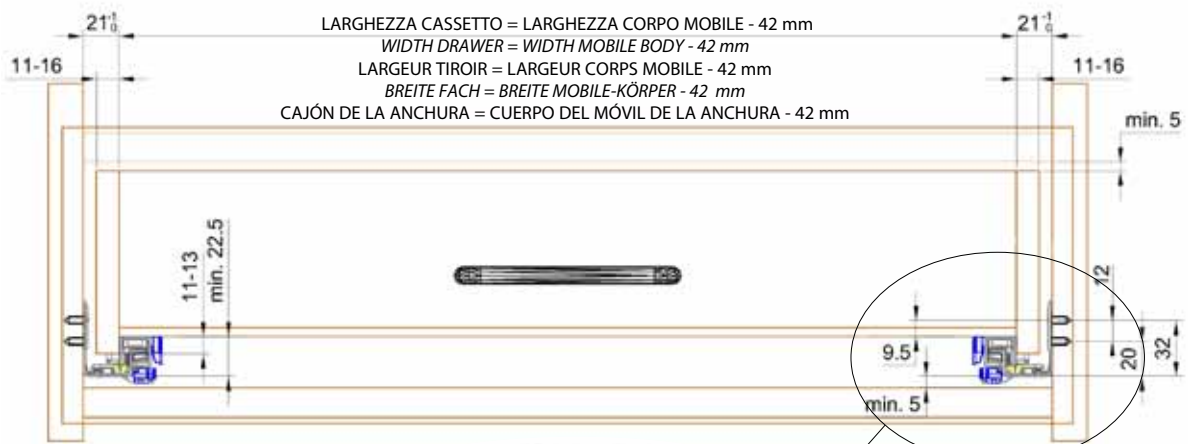 LARGHEZZA CASSETTO = LARGHEZZA CORPO MOBILE - 42 mm
21 -1 0
21 -1 0
WIDTH DRAWER = WIDTH MOBILE BODY - 42 mm
11-16
LARGEUR TIROIR = LARGEUR CORPS MOBILE - 42 mm
11-16
BREITE FACH = BREITE MOBILE-KÖRPER - 42 mm
CAJÓN DE LA ANCHURA = CUERPO DEL MÓVIL DE LA ANCHURA - 42 mm
min. 5
11-13
min. 22.5
12
9.5
20
32
min. 5